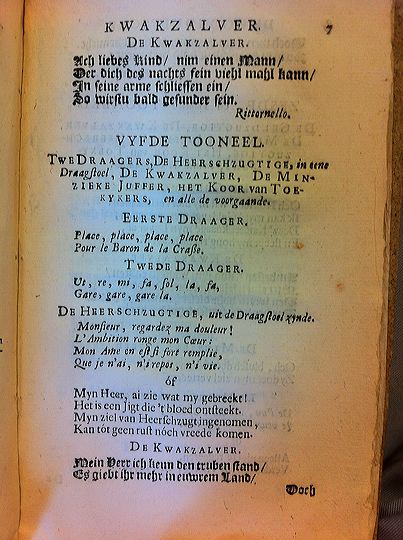 KWAKZALVER. 7
DE KWAKZALVER.
Ach liebes Kind/ nim einen Mann/
Der dich des nachts fein viehl mahl kann/
In seine arme schliessen ein/
So wirstu bald gesunder sein.
Ritornello.
VYFDE TOONEEL.
TWE DRAAGERS, DE HEERSCHZUGTIGE, in eene
Draagstoel, DE KWAKZALVER, DE MIN-
ZIEKE JUFFER, HET KOOR van TOE-
KYKERS, en alle de voorgaande.
EERSTE DRAAGER.
Place, place, place, place
Pour le Baron de la Crasse.
TWEDE DRAAGER.
Ut, re, mi, fa, sol, la, fa,
Gare, gare, gare la.
DE HEERSCHZUGTIGE, uit de Draagstoel zynde.
Monsieur, regardez ma douleur!
L'Ambition ronge mon Cœur:
Mon Ame en est si fort remplie,
Que je n'ai, n'i repos, n'i vie.
óf
Myn Heer, ai zie wat my gebreekt!
Het is een Jigt die 't bloed ontsteekt.
Myn ziel van Heerschzugt ingenomen,
Kan tót geen rust nóch vreede komen.
DE KWAKZALVER.
Mein Herr ich keun den truben stand/
Es giebt ihr mehr in euwrem Land/
Doch